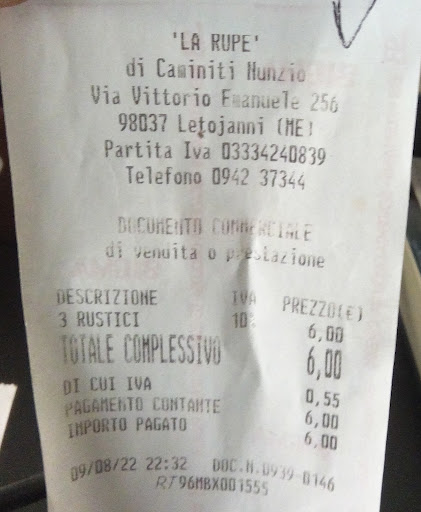 'LA RUPE'
di Caminiti Nunzio
Via Vittorio Emanuele 256
98037 Letojanni (ME)
Partita Iva 03334240839
Telefono 0942 37344
DOCUMENTO COMMERCIALE
di vendita o prestazione
DESCRIZIONE IVA PREZZO(€)
3 RUSTICI 10% 6,00
TOTALE COMPLESSIVO 6,00
DI CUI IVA 0,55
PAGAMENTO CONTANTE 6,00
IMPORTO PAGATO 6,00
09/08/22 22:32 DOC.N.0939-0146
RT 96MBX001555